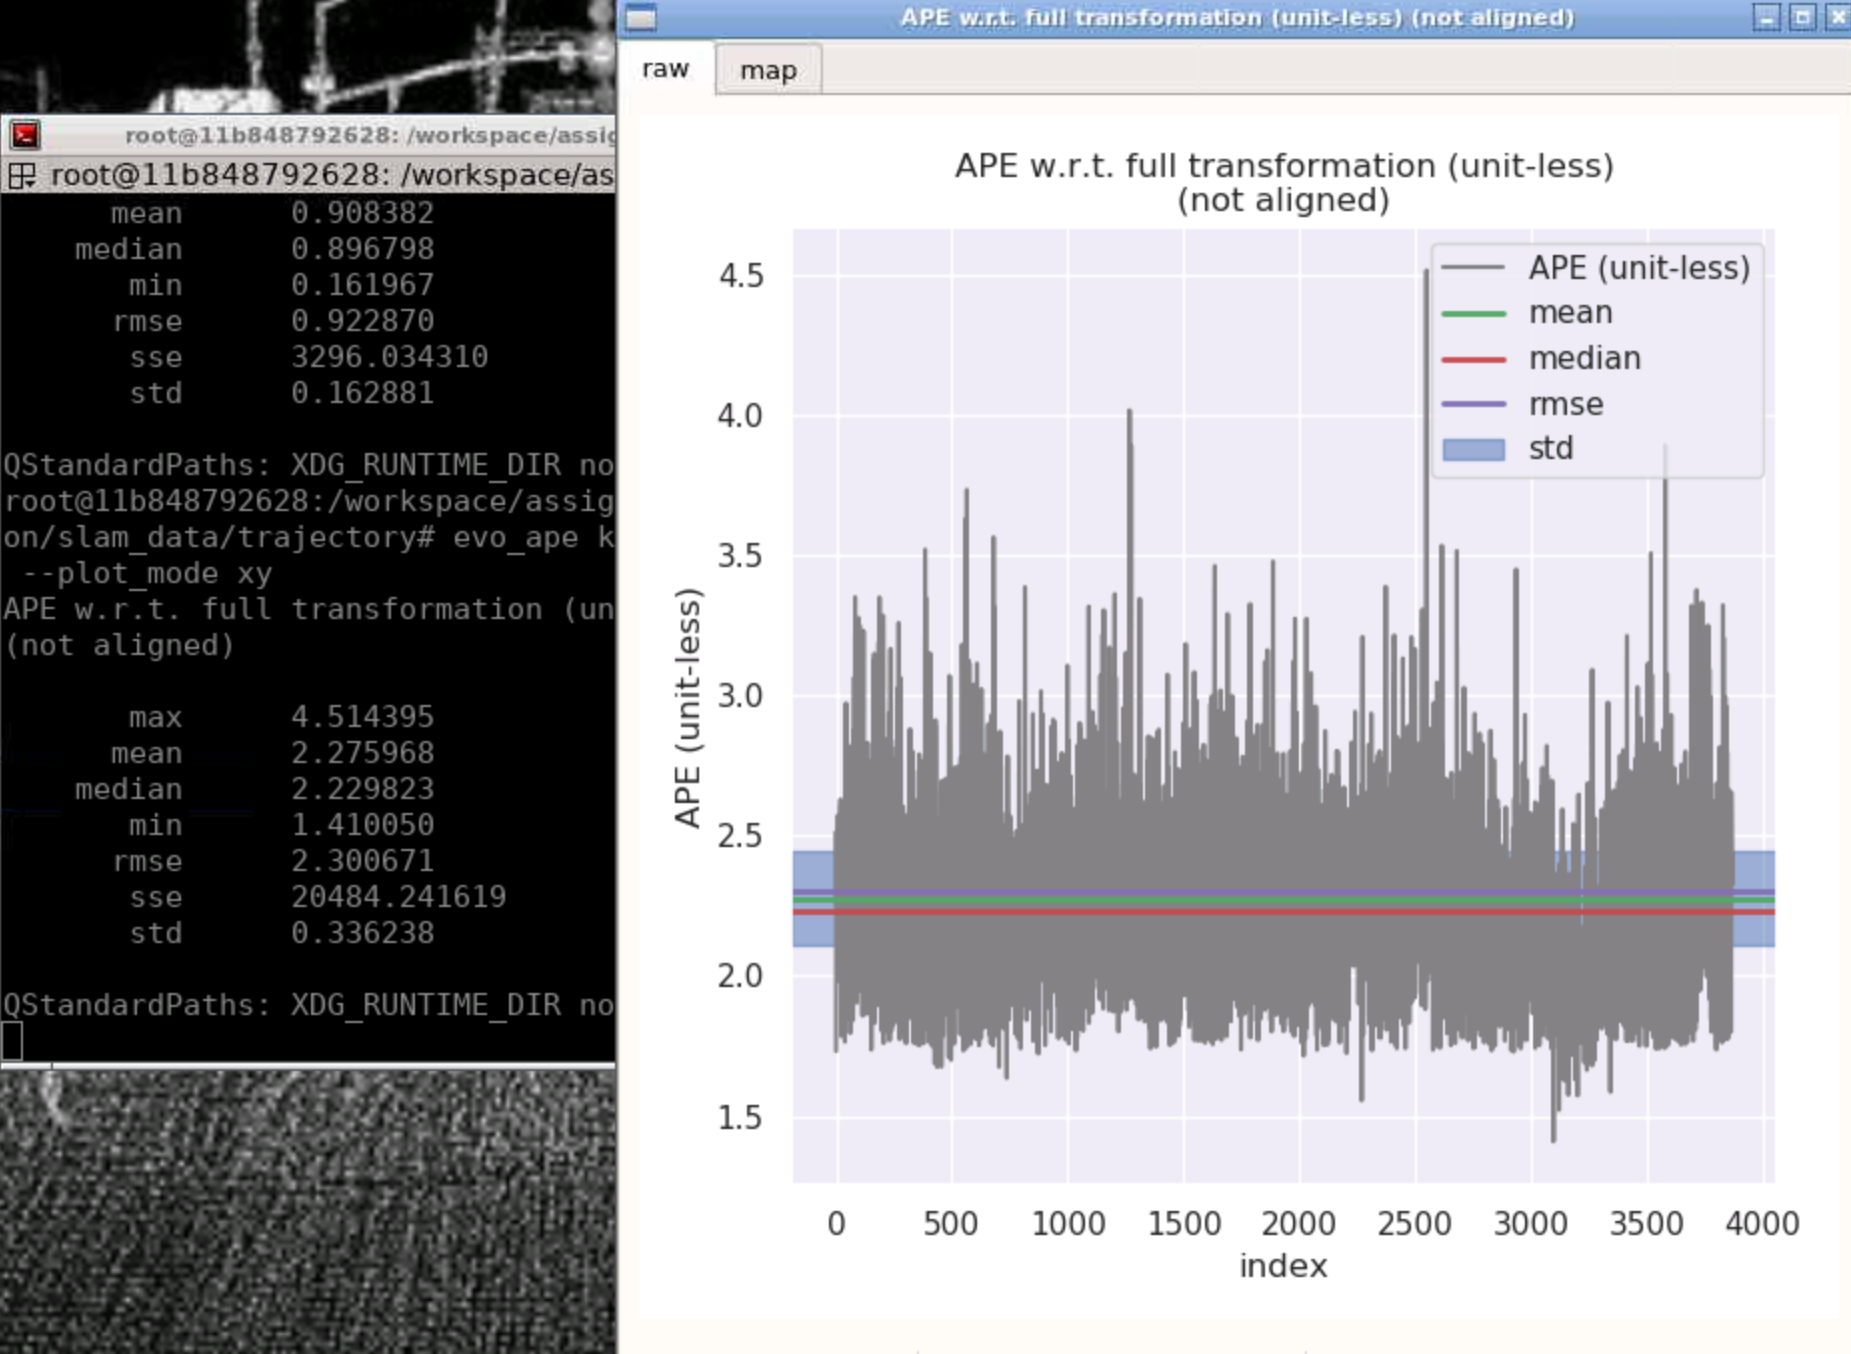 root@11b848792628: /workspace/assig
root@11b848792628: /workspace/as
mean 0.908382
median 0.896798
min 0.161967
rmse 0.922870
sse 3296.034310
std 0.162881
QStandardPaths: XDG_RUNTIME_DIR no
root@11b848792628:/workspace/assig
on/slam_data/trajectory# evo_ape k
--plot_mode xy
APE w.r.t. full transformation (un
(not aligned)
max 4.514395
mean 2.275968
median 2.229823
min 1.410050
rmse 2.300671
sse 20484.241619
std 0.336238
QStandardPaths: XDG_RUNTIME_DIR no
APE w.r.t. full transformation (unit-less) (not aligned)
raw map
APE w.r.t. full transformation (unit-less)
(not aligned)
APE (unit-less)
4.5
4.0
3.5
3.0
2.5
2.0
1.5
APE (unit-less)
mean
median
rmse
std
0 500 1000 1500 2000 2500 3000 3500 4000
index